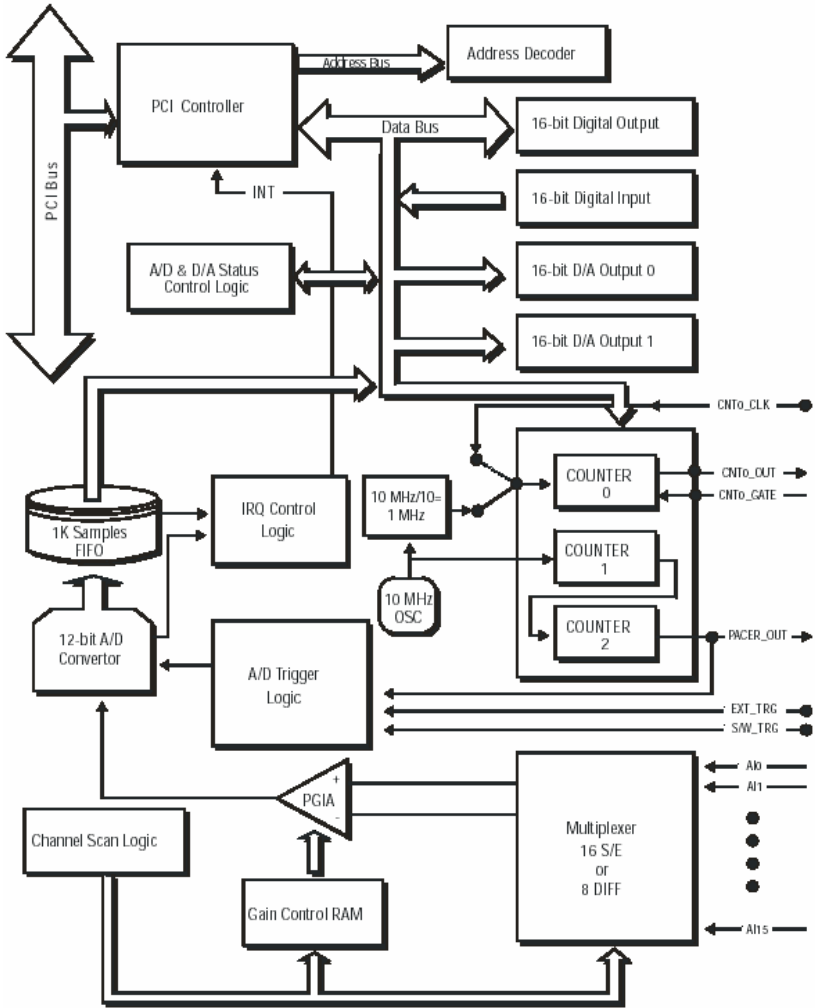 Address Bus
Address Decoder
PCI Controller
Data Bus
16-bit Digital Output
PCI Bus
INT
16-bit Digital Input
A/D & D/A Status
Control Logic
16-bit D/A Output 0
16-bit D/A Output 1
CNTo_CLK
COUNTER
0
CNTo_OUT
CNTo_GATE
10 MHz/10=
1 MHz
IRQ Control
Logic
1K Samples
FIFO
COUNTER
1
10 MHz
OSC
COUNTER
2
PACER_OUT
12-bit A/D
Convertor
A/D Trigger
Logic
EXT_TRG
S/W_TRG
AI0
AI1
PGIA
+
-
Channel Scan Logic
Multiplexer
16 S/E
or
8 DIFF
Gain Control RAM
AI15